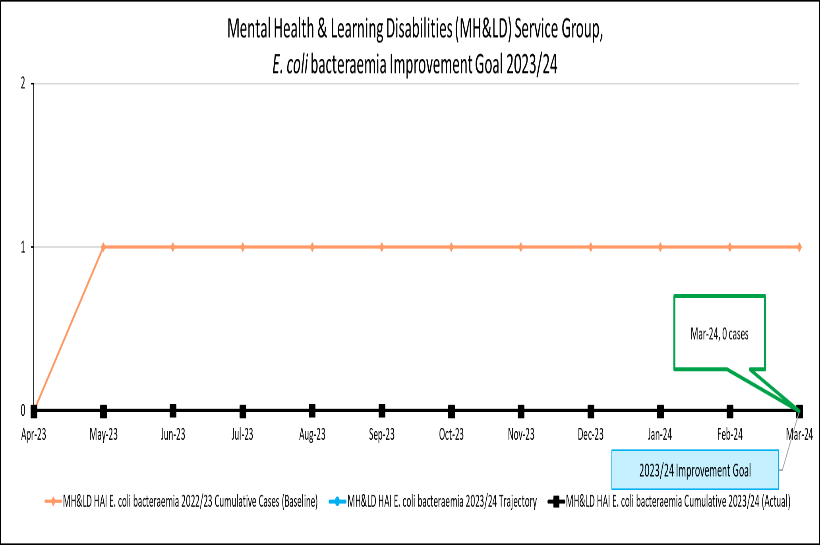 Mental Health & Learning Disabilities (MH&LD) Service Group,
E. coli bacteraemia Improvement Goal 2023/24
2
1
0
Mar-24, 0 cases
Apr-23 May-23 Jun-23 Jul-23 Aug-23 Sep-23 Oct-23 Nov-23 Dec-23 Jan-24 Feb-24 Mar-24
2023/24 Improvement Goal
MH&LD HAI E. coli bacteraemia 2022/23 Cumulative Cases (Baseline) MH&LD HAI E. coli bacteraemia 2023/24 Trajectory MH&LD HAI E. coli bacteraemia Cumulative 2023/24 (Actual)